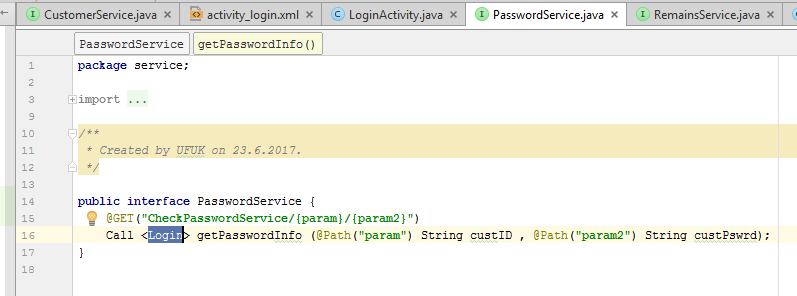 CustomerService.java
activity_login.xml
LoginActivity.java
PasswordService.java
RemainsService.java
PasswordService
getPasswordInfo()
1 package service;
2
3 import ...
10 /**
11 * Created by UFUK on 23.6.2017.
12 */
13
14 public interface PasswordService {
15 @GET("CheckPasswordService/{param}/{param2}")
16 Call <Login> getPasswordInfo (@Path("param") String custID , @Path("param2") String custPswrd);
17 }
18